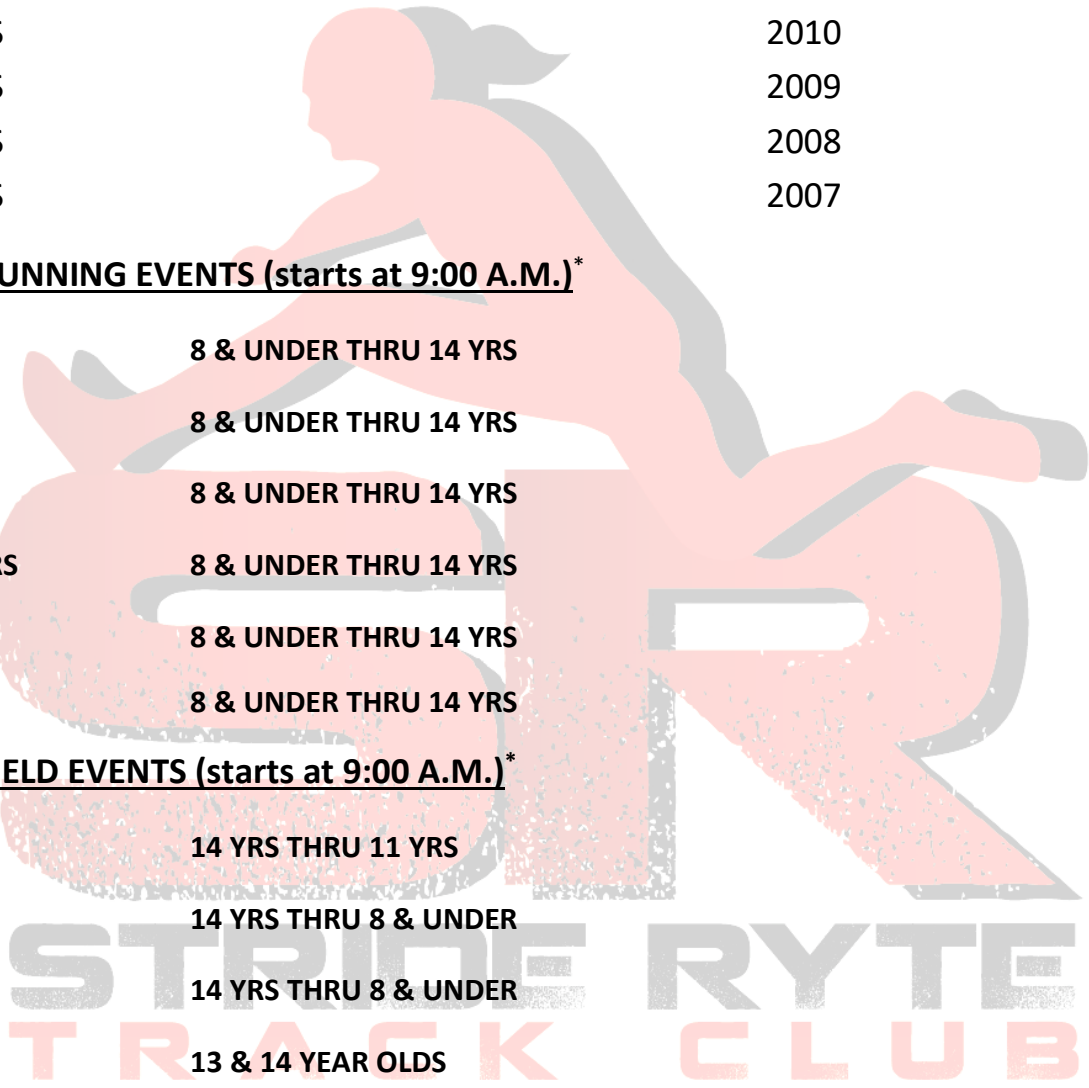 S 2010
S 2009
S 2008
S 2007
UNNING EVENTS (starts at 9:00 A.M.)*
8 & UNDER THRU 14 YRS
8 & UNDER THRU 14 YRS
8 & UNDER THRU 14 YRS
RS 8 & UNDER THRU 14 YRS
8 & UNDER THRU 14 YRS
8 & UNDER THRU 14 YRS
ELD EVENTS (starts at 9:00 A.M.)*
14 YRS THRU 11 YRS
14 YRS THRU 8 & UNDER
14 YRS THRU 8 & UNDER
13 & 14 YEAR OLDS
SR
STRIDE RYTE
TRACK CLUB